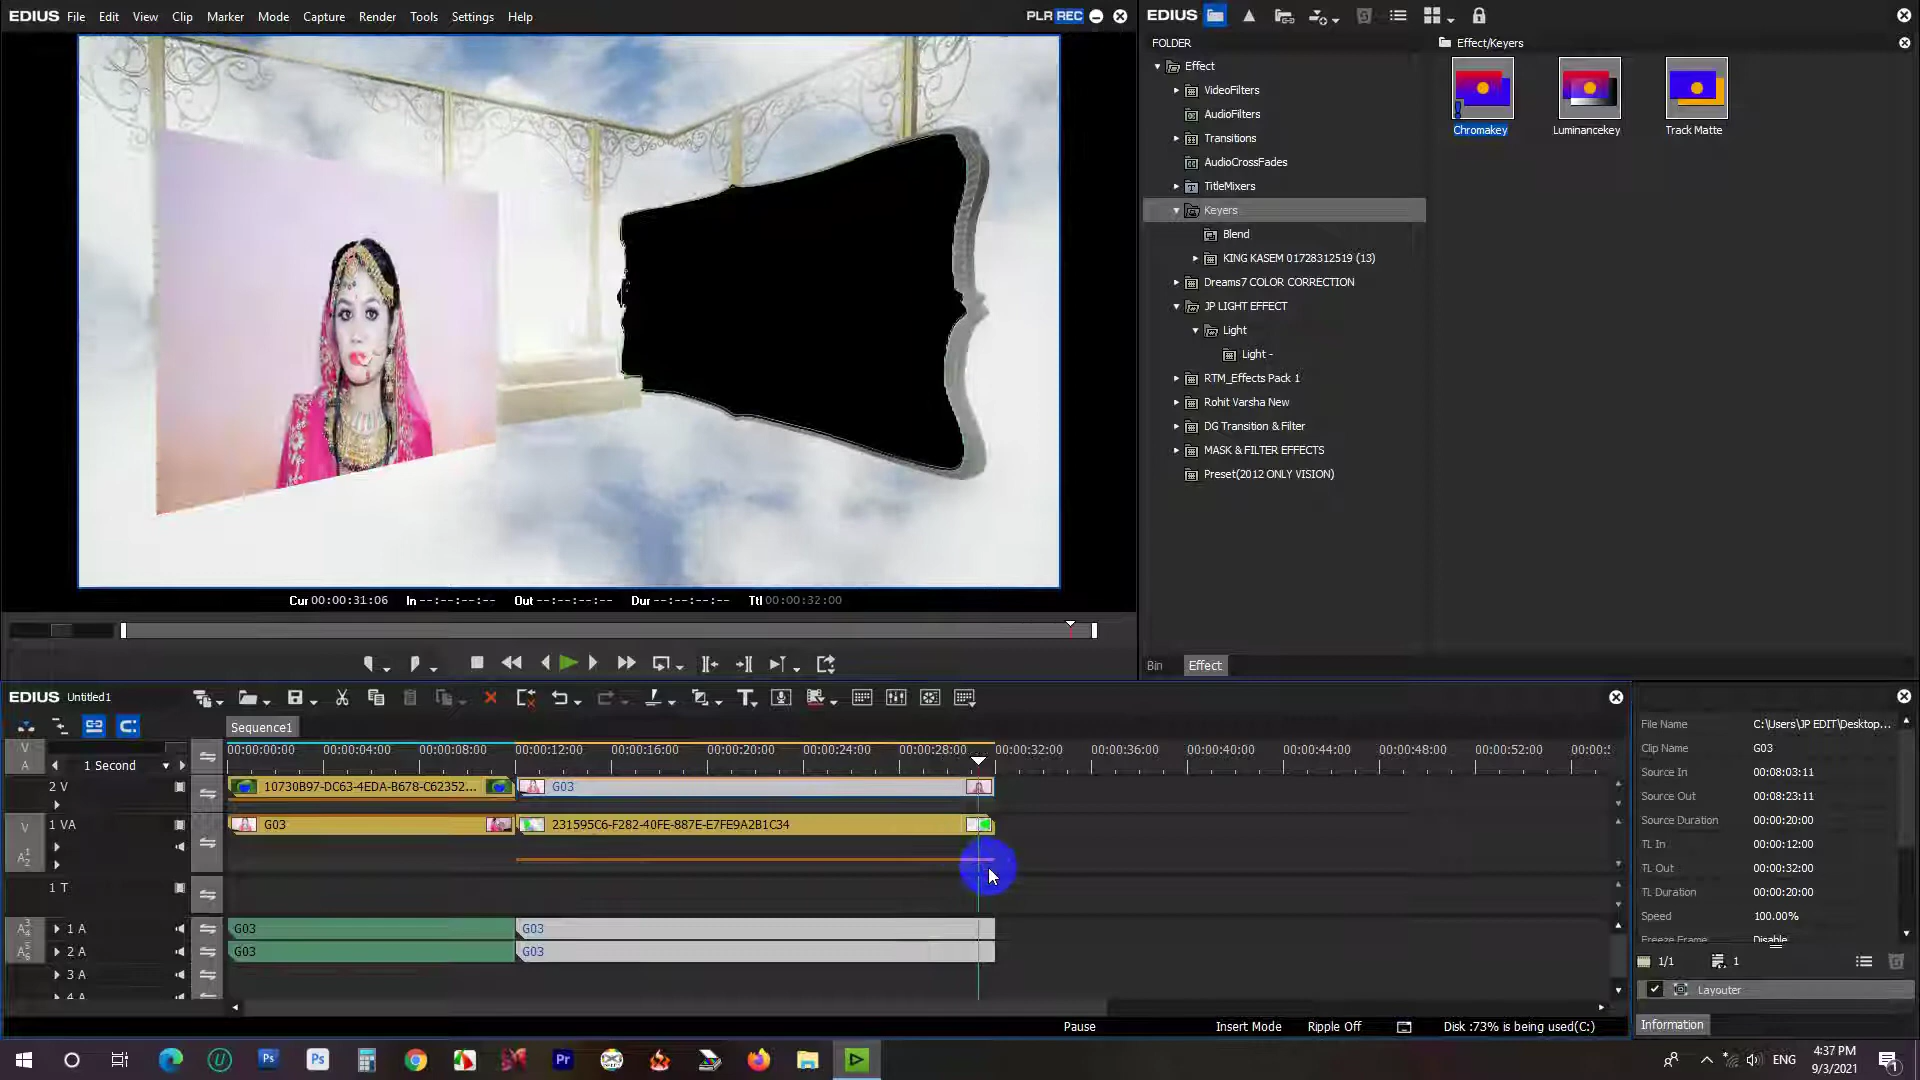 EDIUS File Edit View Clip Marker Mode Capture Render Tools Settings Help PLR REC
Cur 00:00:31:06 In --:--:--:-- Out --:--:--:-- Dur --:--:--:-- Ttl 00:00:32:00
EDIUS
FOLDER
Effect
VideoFilters
AudioFilters
Transitions
AudioCrossFades
TitleMixers
Keyers
Blend
KING KASEM 01728312519 (13)
Dreams7 COLOR CORRECTION
JP LIGHT EFFECT
Light
Light -
RTM_Effects Pack 1
Rohit Varsha New
DG Transition & Filter
MASK & FILTER EFFECTS
Preset(2012 ONLY VISION)
Effect/Keyers
Chromakey Luminancekey Track Matte
Bin Effect
EDIUS Untitled1
Sequence1
00:00:00:00 00:00:04:00 00:00:08:00 00:00:12:00 00:00:16:00 00:00:20:00 00:00:24:00 00:00:28:00 00:00:32:00 00:00:36:00 00:00:40:00 00:00:44:00 00:00:48:00 00:00:52:00
V
A 1 Second
2 V 10730B97-DC63-4EDA-B678-C62352... G03
V 1 VA G03 231595C6-F282-40FE-887E-E7FE9A2B1C34
1 T
1 A G03 G03
2 A G03 G03
3 A
4 A
Pause Insert Mode Ripple Off Disk :73% is being used(C:)
File Name C:\Users\JP EDIT\Desktop...
Clip Name G03
Source In 00:08:03:11
Source Out 00:08:23:11
Source Duration 00:00:20:00
TL In 00:00:12:00
TL Out 00:00:32:00
TL Duration 00:00:20:00
Speed 100.00%
Freeze Frame Disable
1/1 1
Layouter
Information
Ps Ps Pr ENG 4:37 PM
9/3/2021
1